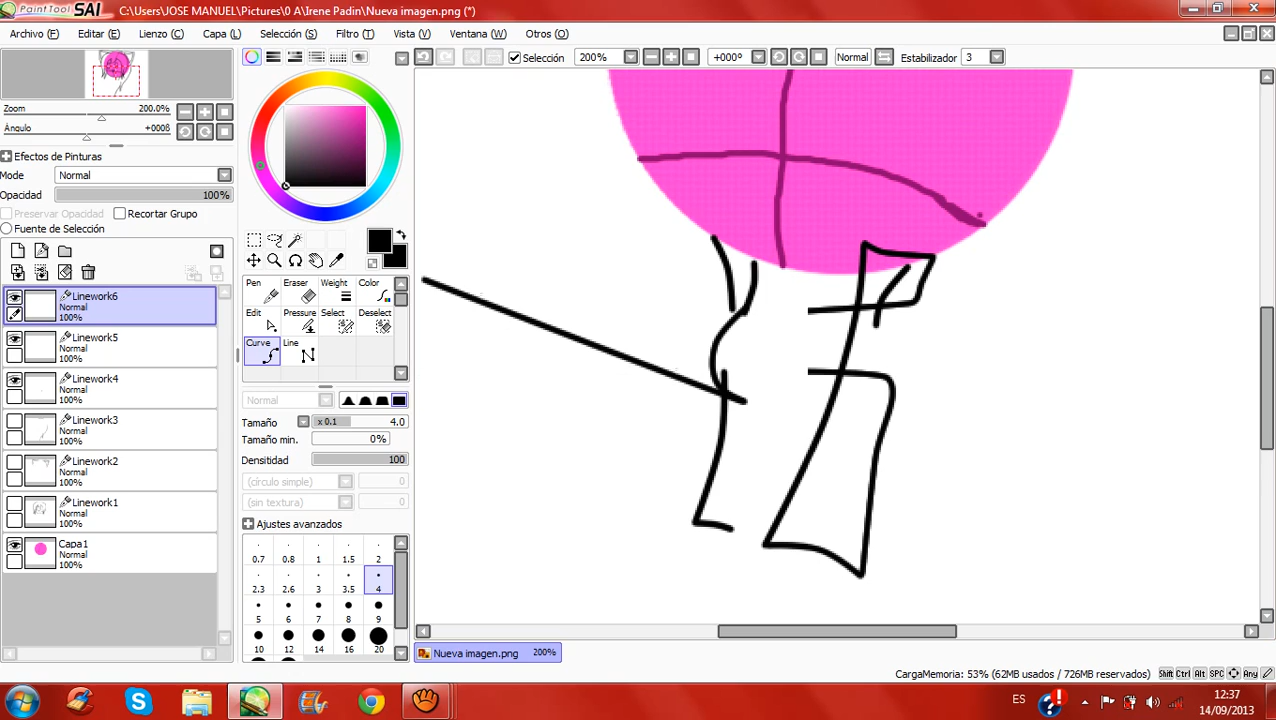 PaintTool SAI C:\Users\JOSE MANUEL\Pictures\0 A\Irene Padin\Nueva imagen.png (*)
Archivo (F) Editar (E) Lienzo (C) Capa (L) Selección (S) Filtro (T) Vista (V) Ventana (W) Otros (O)
Selección 200% +000º Normal Estabilizador 3
Zoom 200.0%
Ángulo +000º
Efectos de Pinturas
Modo Normal
Opacidad 100%
Preservar Opacidad Recortar Grupo
Fuente de Selección
Linework6
Normal
100%
Linework5
Normal
100%
Linework4
Normal
100%
Linework3
Normal
100%
Linework2
Normal
100%
Linework1
Normal
100%
Capa1
Normal
100%
Pen Eraser Weight Color
Edit Pressure Select Deselect
Curve Line
Normal
Tamaño x 0.1 4.0
Tamaño min. 0%
Densitidad 100
(círculo simple) 0
(sin textura) 0
Ajustes avanzados
0.7 0.8 1 1.5 2
2.3 2.6 3 3.5 4
5 6 7 8 9
10 12 14 16 20
Nueva imagen.png 200%
CargaMemoria: 53% (62MB usados / 726MB reservados) Shift Ctrl Alt SPC Any
ES 12:37
14/09/2013